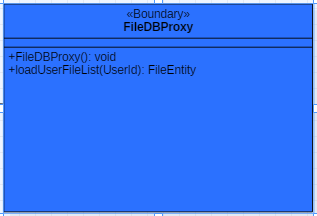 «Boundary»
FileDBProxy
+FileDBProxy(): void
+loadUserFileList(UserId): FileEntity